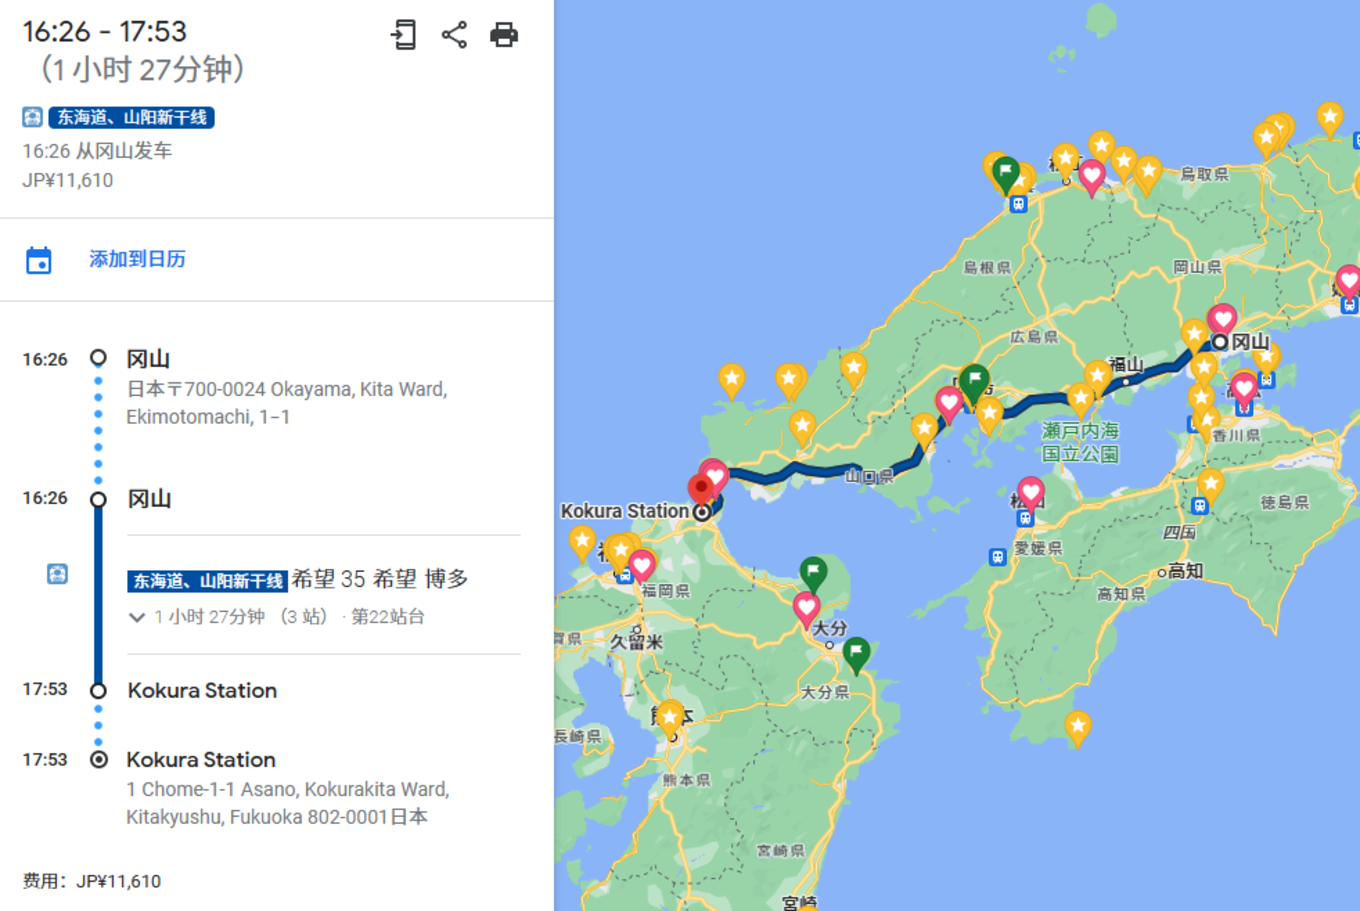 16:26 - 17:53
（1 小时 27分钟）
东海道、山阳新干线
16:26 从冈山发车
JP¥11,610
添加到日历
16:26 冈山
日本〒700-0024 Okayama, Kita Ward,
Ekimotomachi, 1−1
16:26 冈山
东海道、山阳新干线 希望 35 希望 博多
1 小时 27分钟 （3 站） · 第22站台
17:53 Kokura Station
17:53 Kokura Station
1 Chome-1-1 Asano, Kokurakita Ward,
Kitakyushu, Fukuoka 802-0001日本
费用： JP¥11,610
鳥取県
島根県
岡山県
広島県
冈山
福山
瀬戸内海
国立公園
香川県
山口県
Kokura Station
徳島県
四国
愛媛県
高知
高知県
福岡県
大分
久留米
賀県
大分県
長崎県
熊本県
宮崎県
宮崎